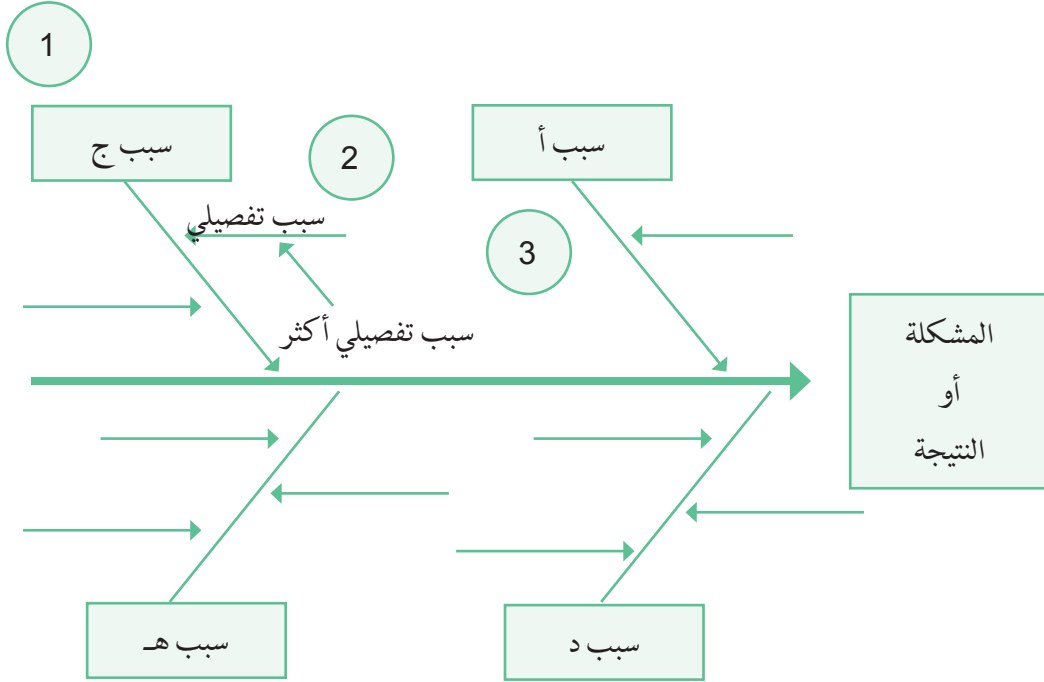 1
سبب ج
2
سبب أ
سبب تفصيلي
3
سبب تفصيلي أكثر
المشكلة
أو
النتيجة
سبب هـ
سبب د